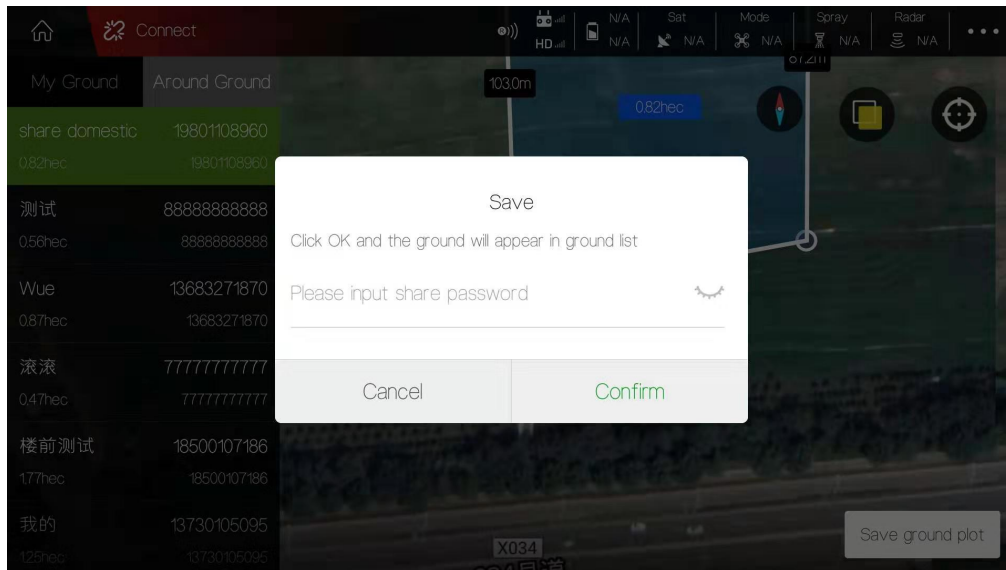 Connect
HD
N/A
N/A
Sat
N/A
Mode
N/A
Spray
N/A
Radar
N/A
My Ground
Around Ground
share domestic 19801108960
0.82hec 19801108960
测试 88888888888
0.56hec 88888888888
Wue 13683271870
0.87hec 13683271870
滚滚 77777777777
0.47hec 77777777777
楼前测试 18500107186
1.77hec 18500107186
我的 13730105095
1.25hec 13730105095
103.0m
67.2m
0.82hec
Save
Click OK and the ground will appear in ground list
Please input share password
Cancel
Confirm
X034
Save ground plot